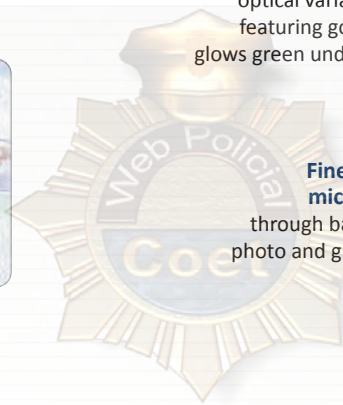 optical varia
featuring go
glows green und
Web Policial
Fine
mic
through ba
Coet
photo and g